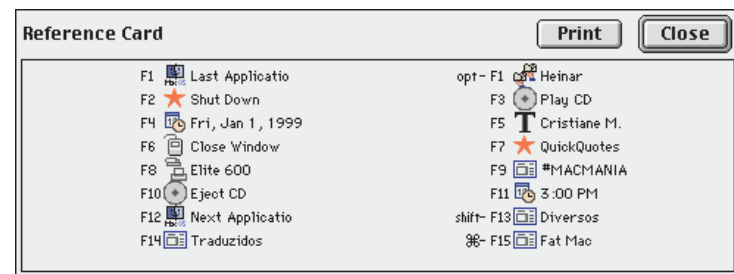 Reference Card Print Close
F1 Last Applicatio opt- F1 Heinar
F2 Shut Down F3 Play CD
F4 Fri, Jan 1, 1999 F5 Cristiane M.
F6 Close Window F7 QuickQuotes
F8 Elite 600 F9 #MACMANIA
F10 Eject CD F11 3:00 PM
F12 Next Applicatio shift- F13 Diversos
F14 Traduzidos ⌘- F15 Fat Mac